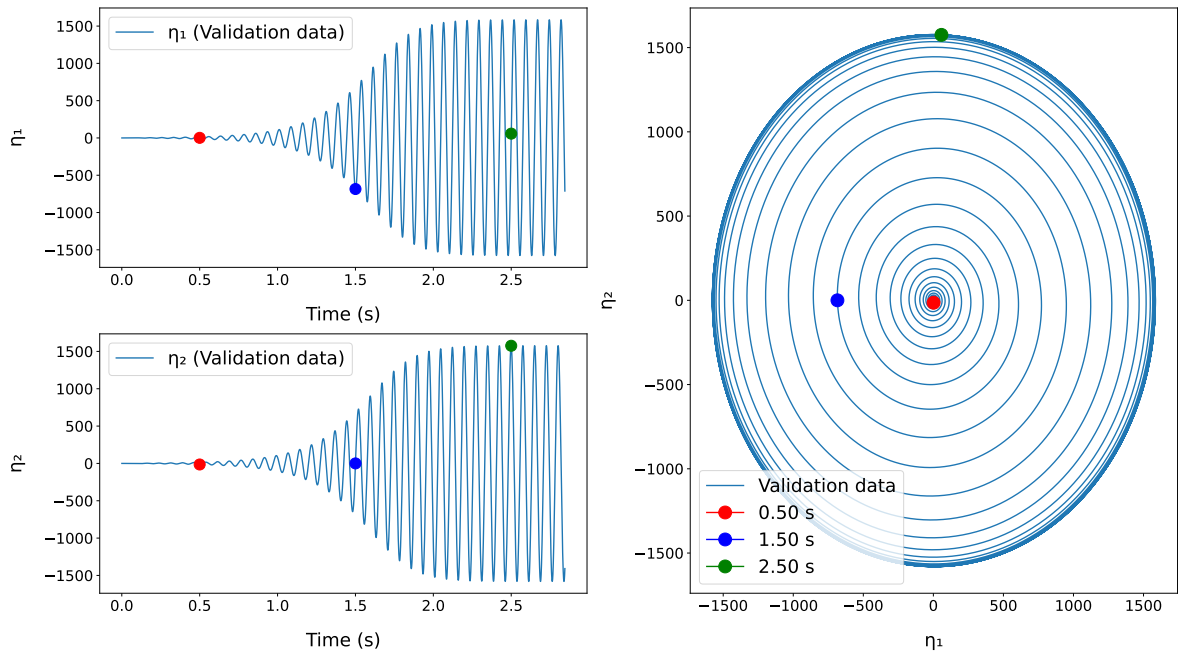 η₁ (Validation data)
1500
1000
500
0
−500
−1000
−1500
η₁
0.0 0.5 1.0 1.5 2.0 2.5
Time (s)
η₂ (Validation data)
1500
1000
500
0
−500
−1000
−1500
η₂
0.0 0.5 1.0 1.5 2.0 2.5
Time (s)
1500
1000
500
0
−500
−1000
−1500
η₂
Validation data
0.50 s
1.50 s
2.50 s
−1500 −1000 −500 0 500 1000 1500
η₁